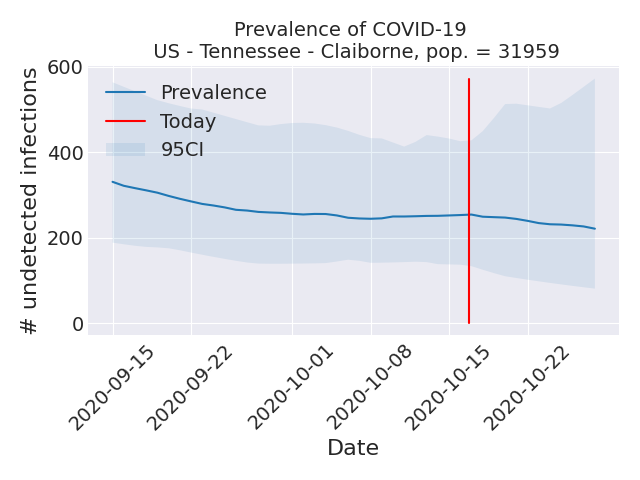 Prevalence of COVID-19
US - Tennessee - Claiborne, pop. = 31959
# undetected infections
600
400
200
0
Prevalence
Today
95CI
2020-09-15
2020-09-22
2020-10-01
2020-10-08
2020-10-15
2020-10-22
Date